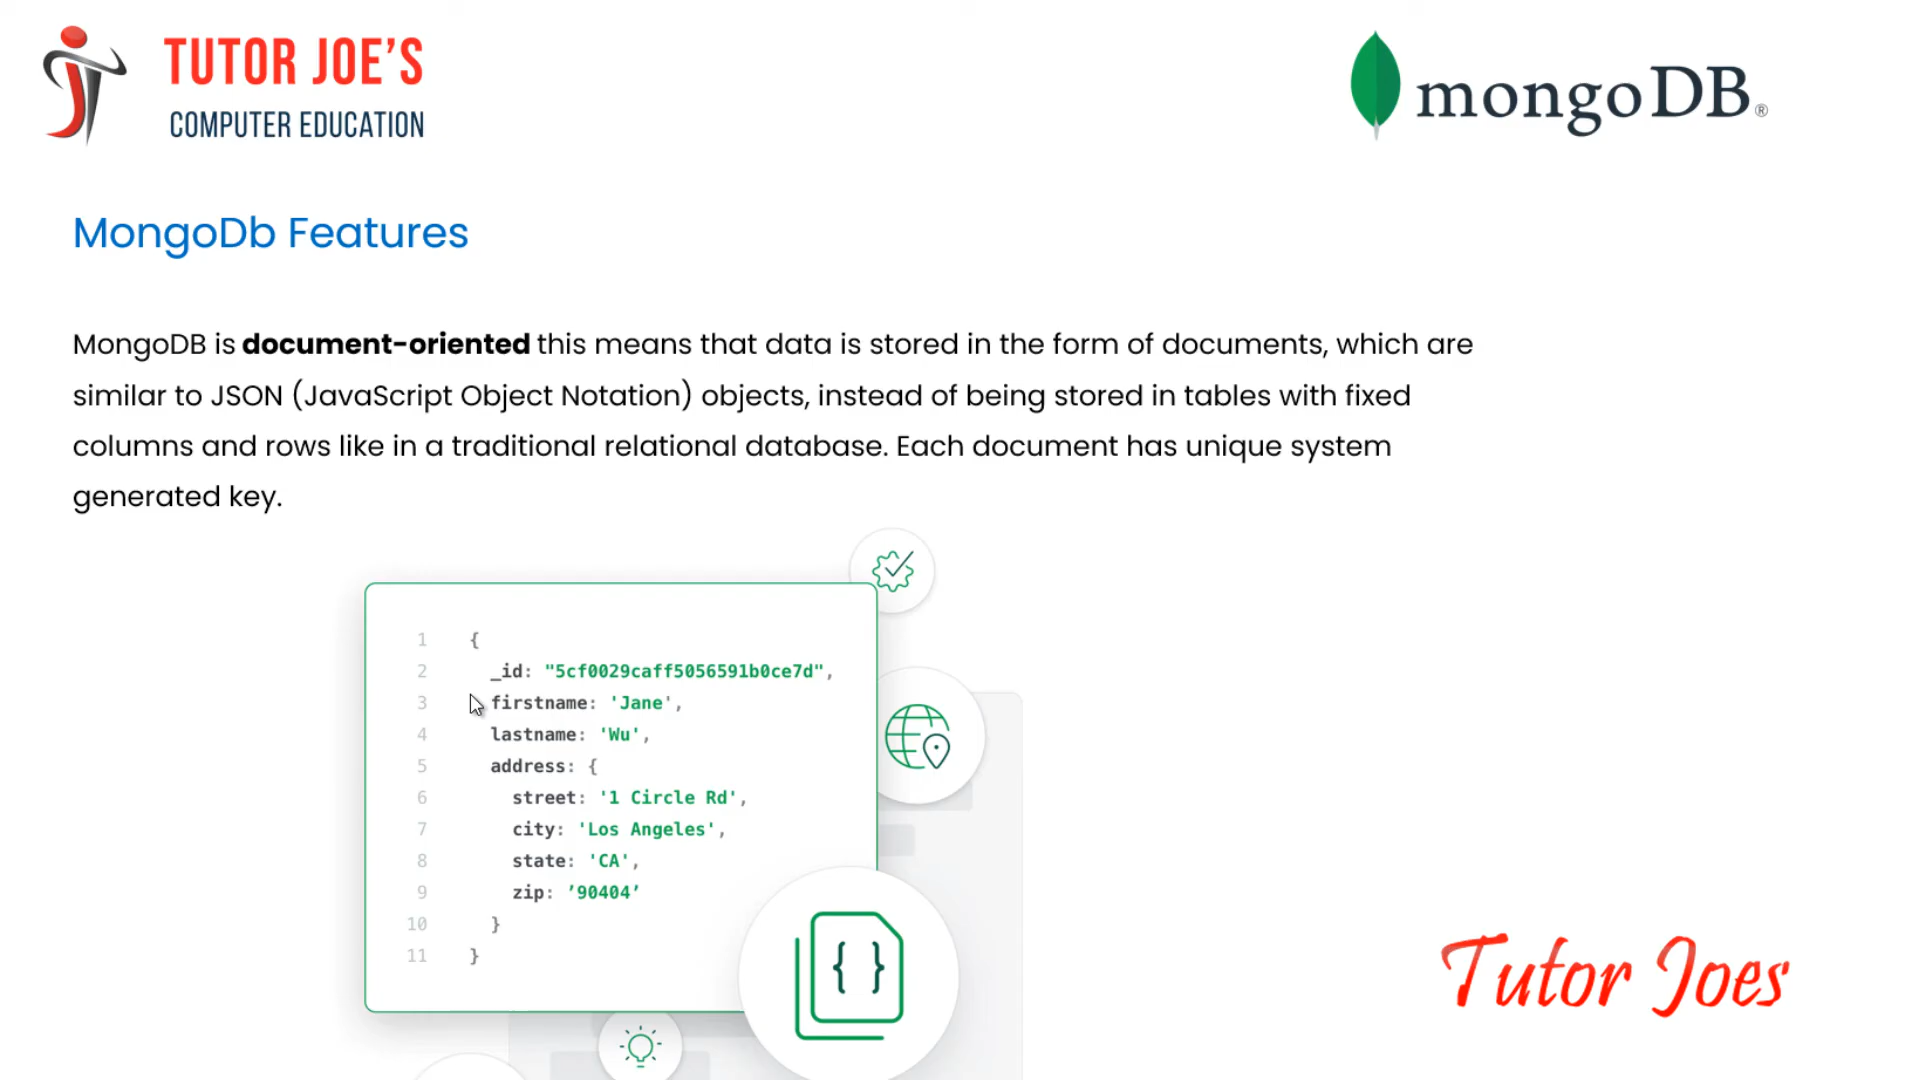 TUTOR JOE'S
COMPUTER EDUCATION
mongoDB®
MongoDb Features
MongoDB is document-oriented this means that data is stored in the form of documents, which are
similar to JSON (JavaScript Object Notation) objects, instead of being stored in tables with fixed
columns and rows like in a traditional relational database. Each document has unique system
generated key.
1 {
2 _id: "5cf0029caff5056591b0ce7d",
3 firstname: 'Jane',
4 lastname: 'Wu',
5 address: {
6 street: '1 Circle Rd',
7 city: 'Los Angeles',
8 state: 'CA',
9 zip: ’90404’
10 }
11 }
{ }
Tutor Joes